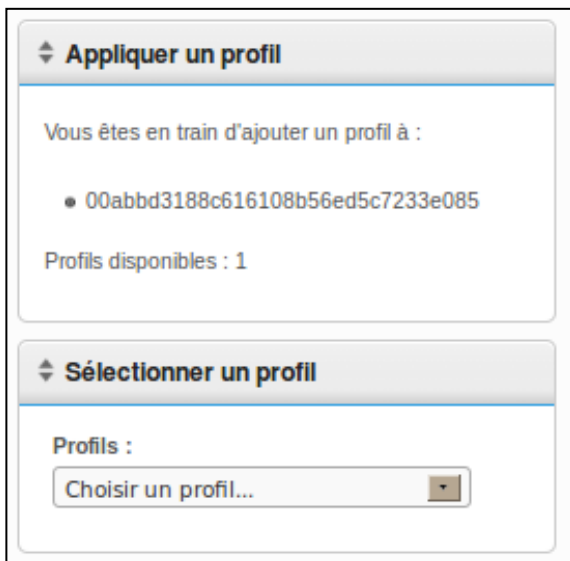 Appliquer un profil
Vous êtes en train d'ajouter un profil à :
00abbd3188c616108b56ed5c7233e085
Profils disponibles : 1
Sélectionner un profil
Profils :
Choisir un profil...